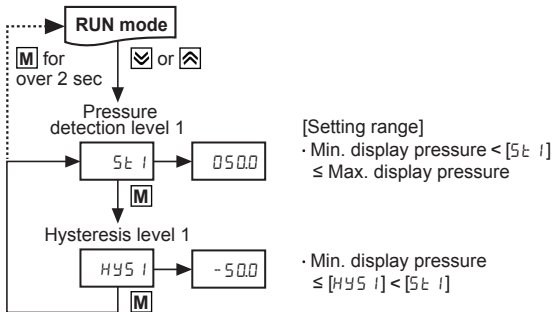 RUN mode
M for
over 2 sec
or
Pressure
detection level 1
St 1
050.0
M
Hysteresis level 1
HYS 1
-50.0
M
[Setting range]
· Min. display pressure < [St 1]
≤ Max. display pressure
· Min. display pressure
≤ [HYS 1] < [St 1]